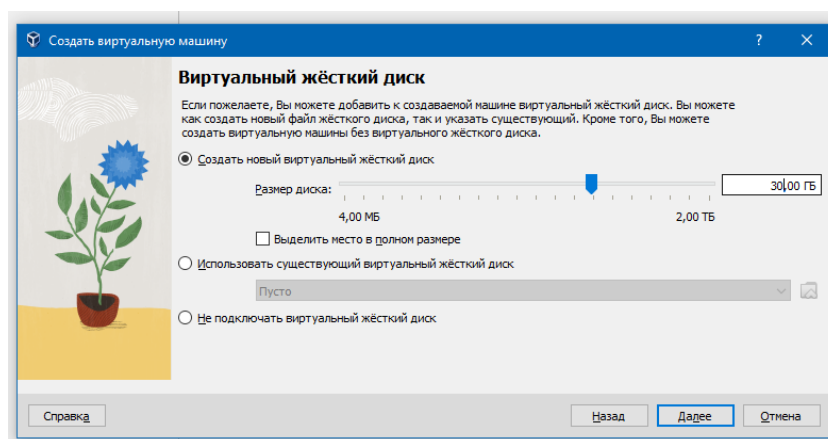 Создать виртуальную машину
Виртуальный жёсткий диск
Если пожелаете, Вы можете добавить к создаваемой машине виртуальный жёсткий диск. Вы можете
как создать новый файл жёсткого диска, так и указать существующий. Кроме того, Вы можете
создать виртуальную машины без виртуального жёсткого диска.
Создать новый виртуальный жёсткий диск
Размер диска: 30,00 ГБ
4,00 МБ 2,00 ТБ
Выделить место в полном размере
Использовать существующий виртуальный жёсткий диск
Пусто
Не подключать виртуальный жёсткий диск
Справка Назад Далее Отмена